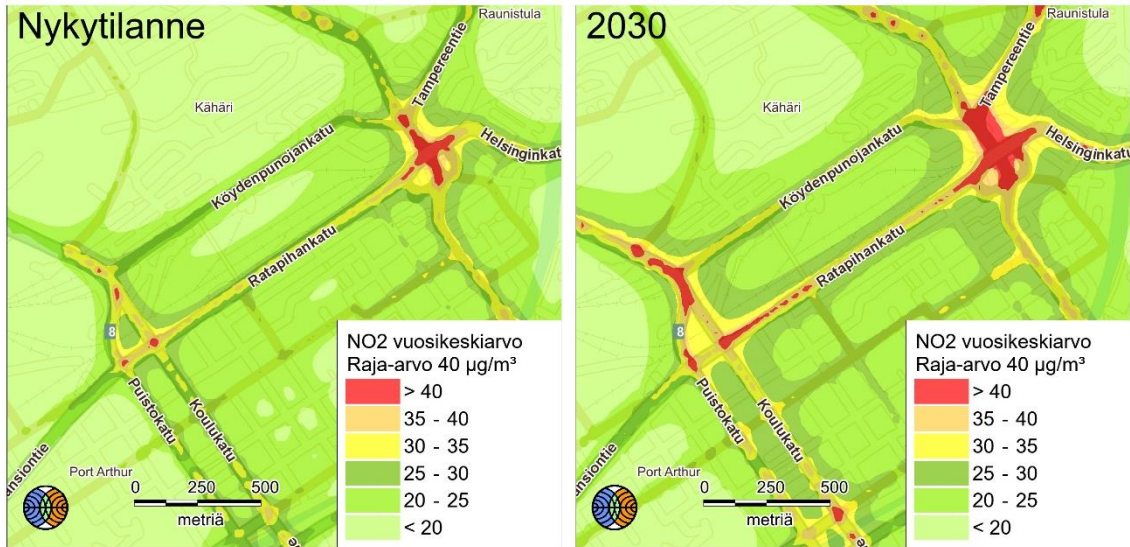 Nykytilanne
Raunistula
Tampereentie
Kähäri
Helsinginkatu
Köydenpunojankatu
Ratapihankatu
8
NO2 vuosikeskiarvo
Raja-arvo 40 µg/m³
> 40
35 - 40
30 - 35
25 - 30
20 - 25
< 20
Puistokatu
Koulukatu
ansiontie
Port Arthur
0 250 500
metriä
2030
Raunistula
Tampereentie
Kähäri
Helsinginkatu
Köydenpunojankatu
Ratapihankatu
8
NO2 vuosikeskiarvo
Raja-arvo 40 µg/m³
> 40
35 - 40
30 - 35
25 - 30
20 - 25
< 20
Puistokatu
Koulukatu
ansiontie
Port Arthur
0 250 500
metriä